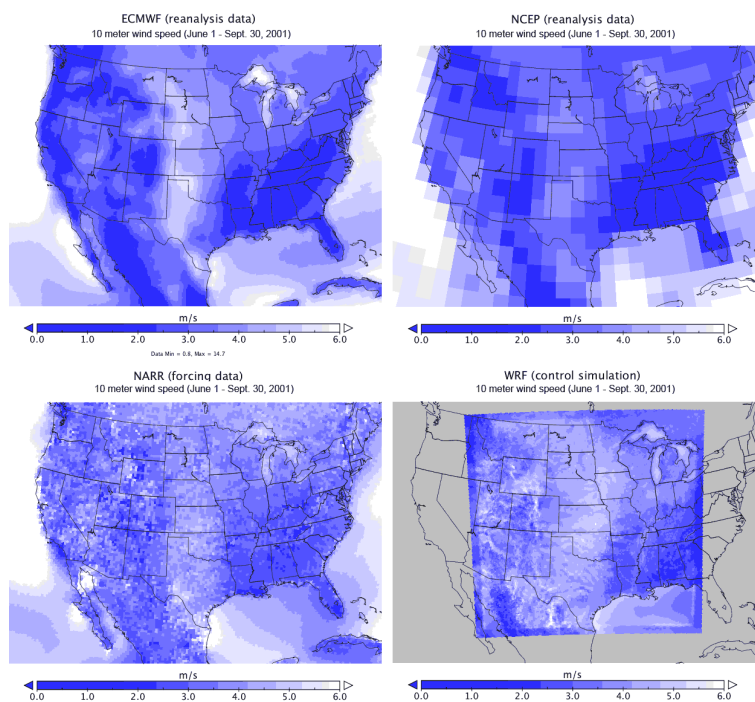 ECMWF (reanalysis data)
10 meter wind speed (June 1 - Sept. 30, 2001)
m/s
0.0 1.0 2.0 3.0 4.0 5.0 6.0
Data Min = 0.8, Max = 14.7
NCEP (reanalysis data)
10 meter wind speed (June 1 - Sept. 30, 2001)
m/s
0.0 1.0 2.0 3.0 4.0 5.0 6.0
NARR (forcing data)
10 meter wind speed (June 1 - Sept. 30, 2001)
m/s
0.0 1.0 2.0 3.0 4.0 5.0 6.0
WRF (control simulation)
10 meter wind speed (June 1 - Sept. 30, 2001)
m/s
0.0 1.0 2.0 3.0 4.0 5.0 6.0